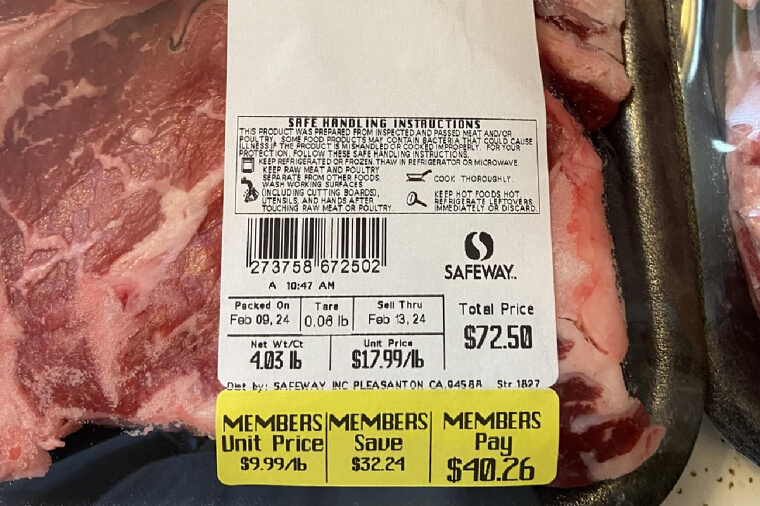 SAFE HANDLING INSTRUCTIONS
THIS PRODUCT WAS PREPARED FROM INSPECTED AND PASSED MEAT AND/OR
POULTRY. SOME FOOD PRODUCTS MAY CONTAIN BACTERIA THAT COULD CAUSE
ILLNESS IF THE PRODUCT IS MISHANDLED OR COOKED IMPROPERLY. FOR YOUR
PROTECTION, FOLLOW THESE SAFE HANDLING INSTRUCTIONS.
KEEP REFRIGERATED OR FROZEN. THAW IN REFRIGERATOR OR MICROWAVE
KEEP RAW MEAT AND POULTRY
SEPARATE FROM OTHER FOODS.
WASH WORKING SURFACES
(INCLUDING CUTTING BOARDS),
UTENSILS, AND HANDS AFTER
TOUCHING RAW MEAT OR POULTRY.
COOK THOROUGHLY.
KEEP HOT FOODS HOT.
REFRIGERATE LEFTOVERS
IMMEDIATELY OR DISCARD.
273758 672502
A 10:47 AM
SAFEWAY.
Packed On Tare Sell Thru
Feb 09, 24 0.06 lb Feb 13, 24
Total Price
$72.50
Net Wt/Ct Unit Price
4.03 lb $17.99/lb
Dist by: SAFEWAY INC PLEASANTON CA.94588 Str 1827
MEMBERS MEMBERS MEMBERS
Unit Price Save Pay
$9.99/lb $32.24 $40.26